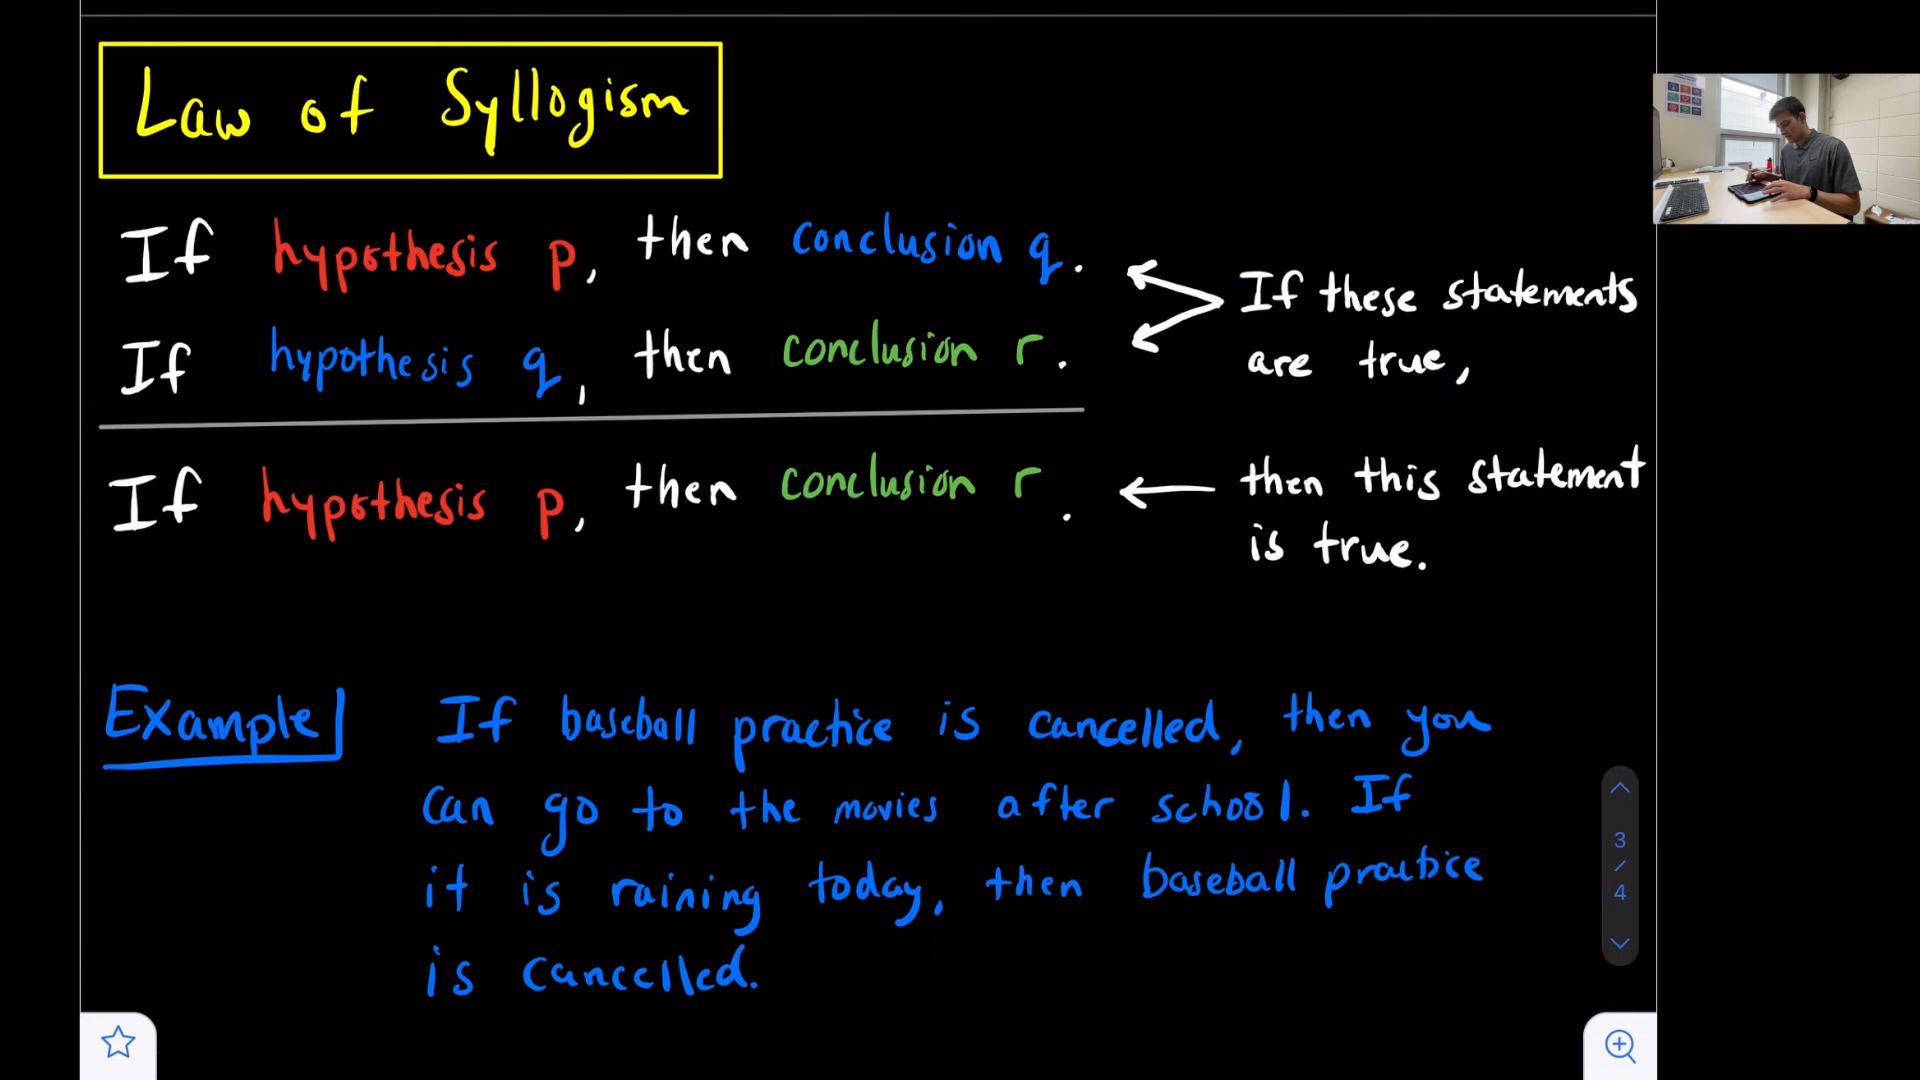 Law of Syllogism
If hypothesis p, then conclusion q.
If hypothesis q, then conclusion r.
If these statements
are true,
If hypothesis p, then conclusion r.
then this statement
is true.
Example
If baseball practice is cancelled, then you
can go to the movies after school. If
it is raining today, then baseball practice
is cancelled.
3
/
4